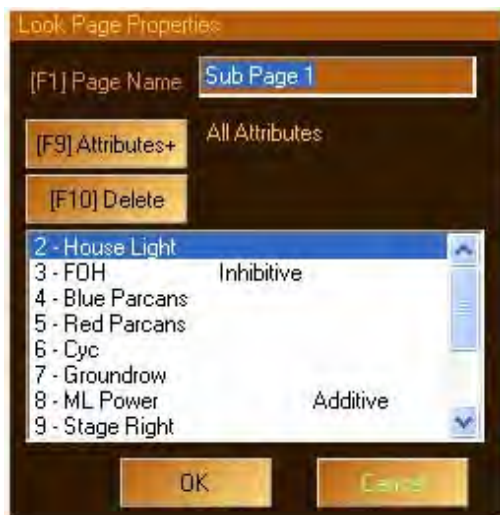 Look Page Properties
[F1] Page Name Sub Page 1
[F9] Attributes+ All Attributes
[F10] Delete
2 - House Light
3 - FOH Inhibitive
4 - Blue Parcans
5 - Red Parcans
6 - Cyc
7 - Groundrow
8 - ML Power Additive
9 - Stage Right
OK Cancel